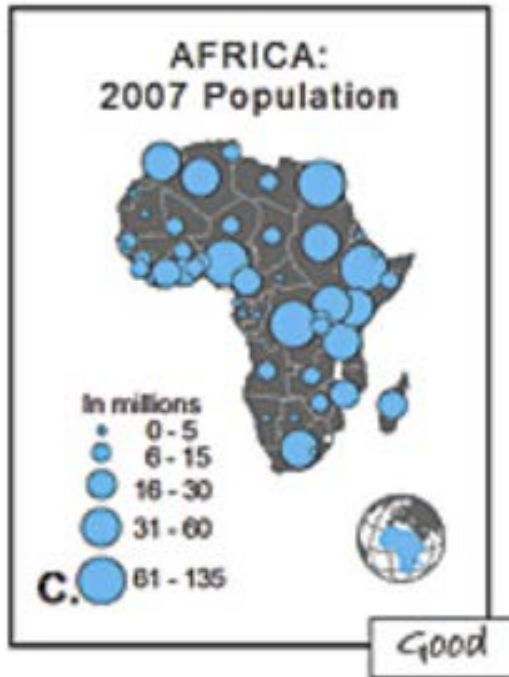 AFRICA:
2007 Population
In millions
0 - 5
6 - 15
16 - 30
31 - 60
61 - 135
C.
Good